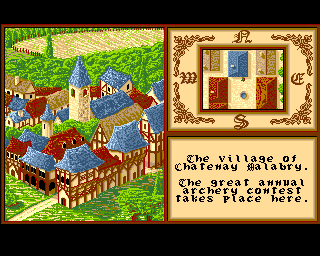 N
W E
S
The village of
Chatenay Malabry.
The great annual
archery contest
takes place here.